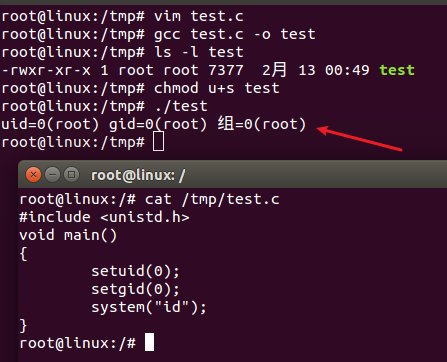 root@linux:/tmp# vim test.c
root@linux:/tmp# gcc test.c -o test
root@linux:/tmp# ls -l test
-rwxr-xr-x 1 root root 7377  2月 13 00:49 test
root@linux:/tmp# chmod u+s test
root@linux:/tmp# ./test
uid=0(root) gid=0(root) 组=0(root)
root@linux:/tmp#
root@linux: /
root@linux:/# cat /tmp/test.c
#include <unistd.h>
void main()
{
        setuid(0);
        setgid(0);
        system("id");
}
root@linux:/#